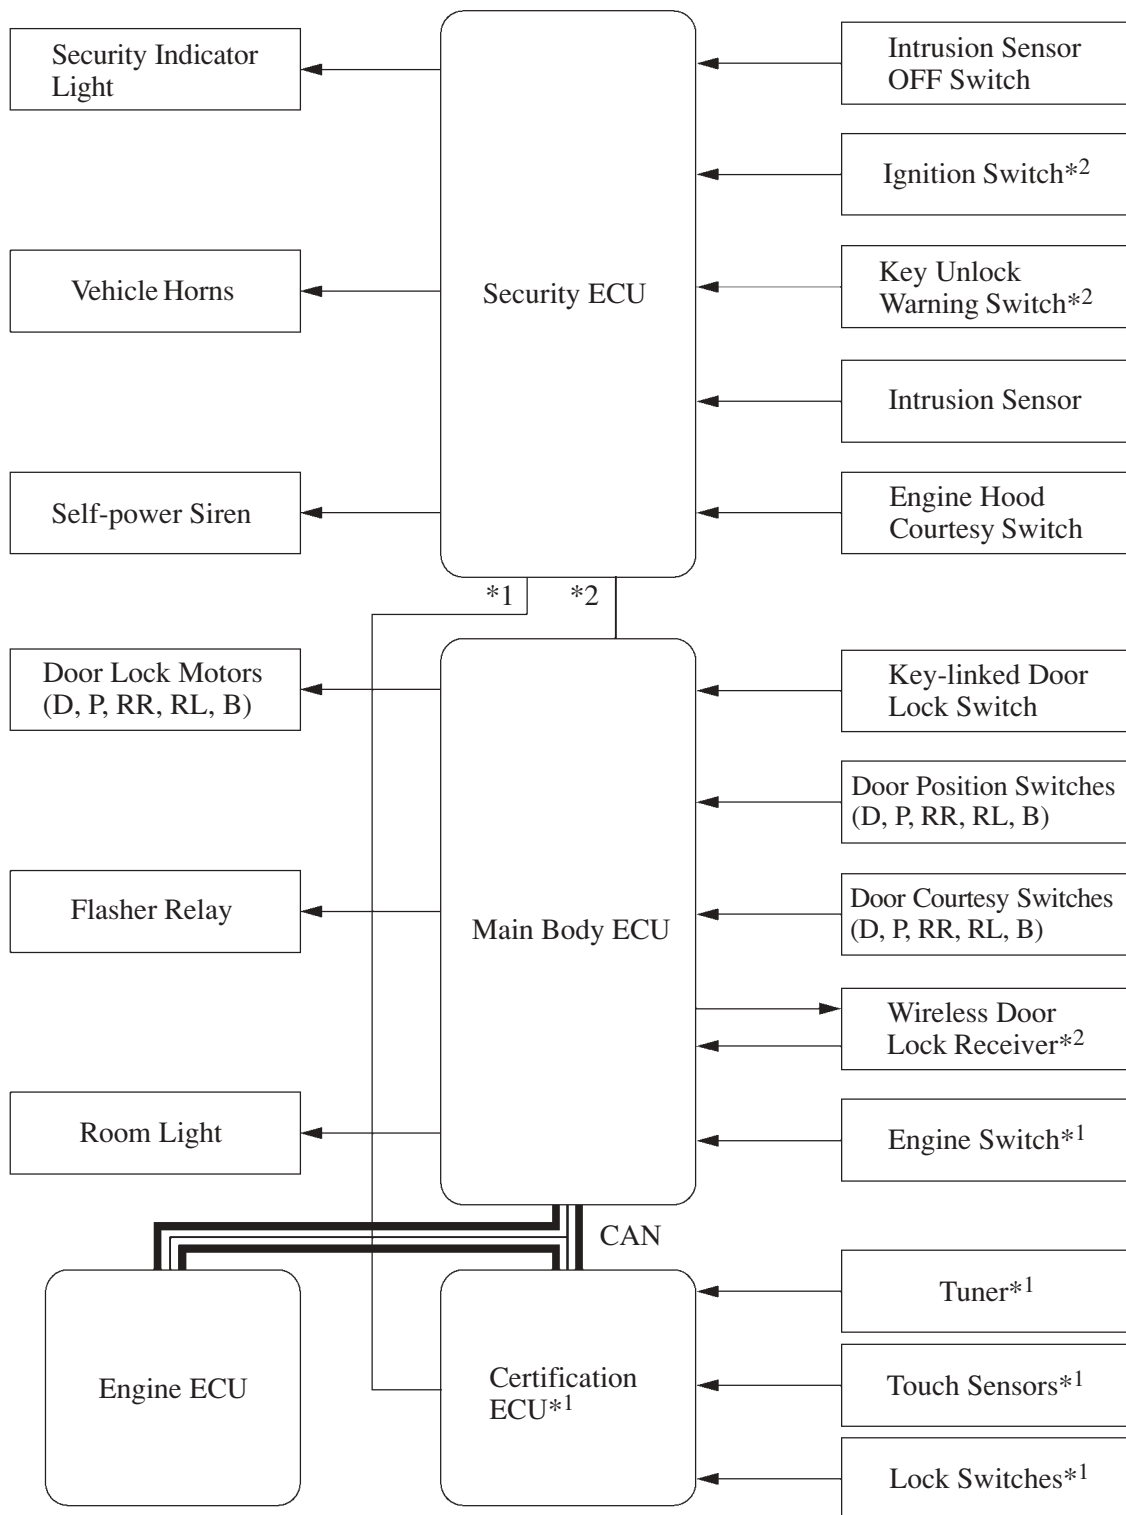 Security Indicator
Light
Vehicle Horns
Self-power Siren
Security ECU
Intrusion Sensor
OFF Switch
Ignition Switch*2
Key Unlock
Warning Switch*2
Intrusion Sensor
Engine Hood
Courtesy Switch
*1
*2
Door Lock Motors
(D, P, RR, RL, B)
Flasher Relay
Room Light
Main Body ECU
Key-linked Door
Lock Switch
Door Position Switches
(D, P, RR, RL, B)
Door Courtesy Switches
(D, P, RR, RL, B)
Wireless Door
Lock Receiver*2
Engine Switch*1
CAN
Engine ECU
Certification
ECU*1
Tuner*1
Touch Sensors*1
Lock Switches*1